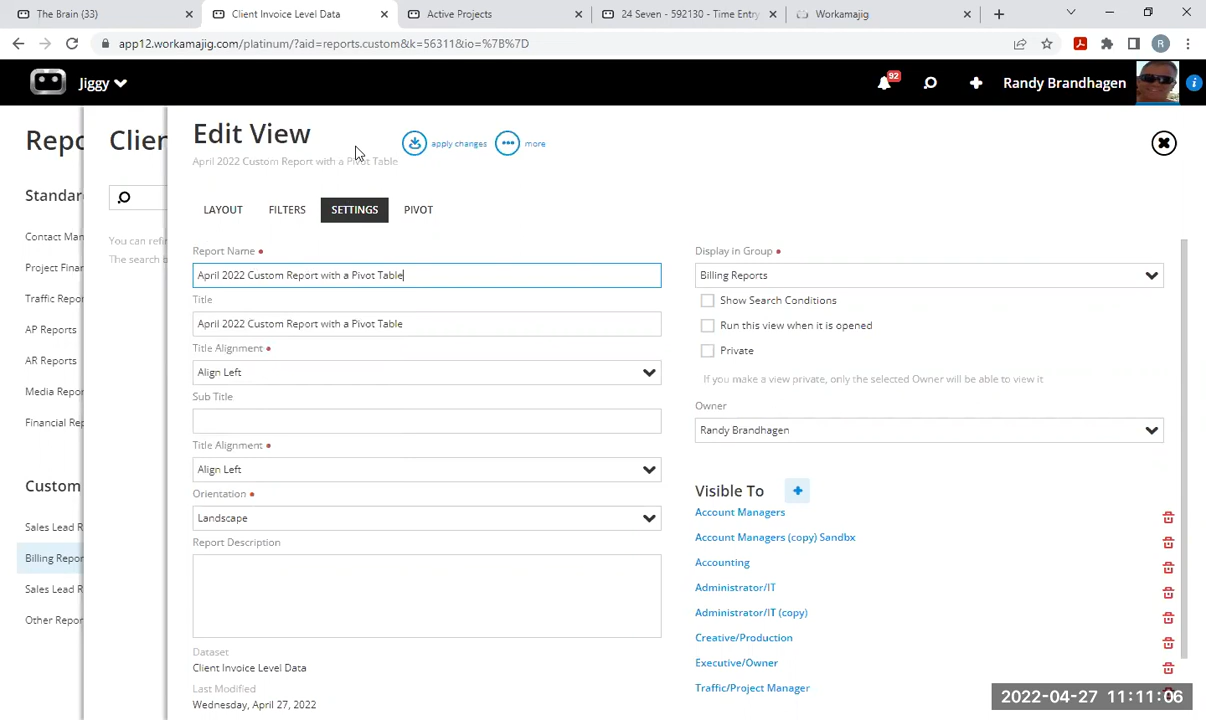 The Brain (33)
Client Invoice Level Data
Active Projects
24 Seven - 592130 - Time Entry
Workamajig
app12.workamajig.com/platinum/?aid=reports.custom&k=56311&io=%7B%7D
R
Jiggy
92
Randy Brandhagen
i
Repo
Clier
Edit View
April 2022 Custom Report with a Pivot Table
apply changes
more
LAYOUT
FILTERS
SETTINGS
PIVOT
Standar
Contact Man
Project Finan
Traffic Repor
AP Reports
AR Reports
Media Repor
Financial Rep
Custom
Sales Lead R
Billing Repor
Sales Lead R
Other Repor
You can refi
The search b
Report Name
April 2022 Custom Report with a Pivot Table
Title
April 2022 Custom Report with a Pivot Table
Title Alignment
Align Left
Sub Title
Title Alignment
Align Left
Orientation
Landscape
Report Description
Dataset
Client Invoice Level Data
Last Modified
Wednesday, April 27, 2022
Display in Group
Billing Reports
Show Search Conditions
Run this view when it is opened
Private
If you make a view private, only the selected Owner will be able to view it
Owner
Randy Brandhagen
Visible To
Account Managers
Account Managers (copy) Sandbx
Accounting
Administrator/IT
Administrator/IT (copy)
Creative/Production
Executive/Owner
Traffic/Project Manager
2022-04-27 11:11:06